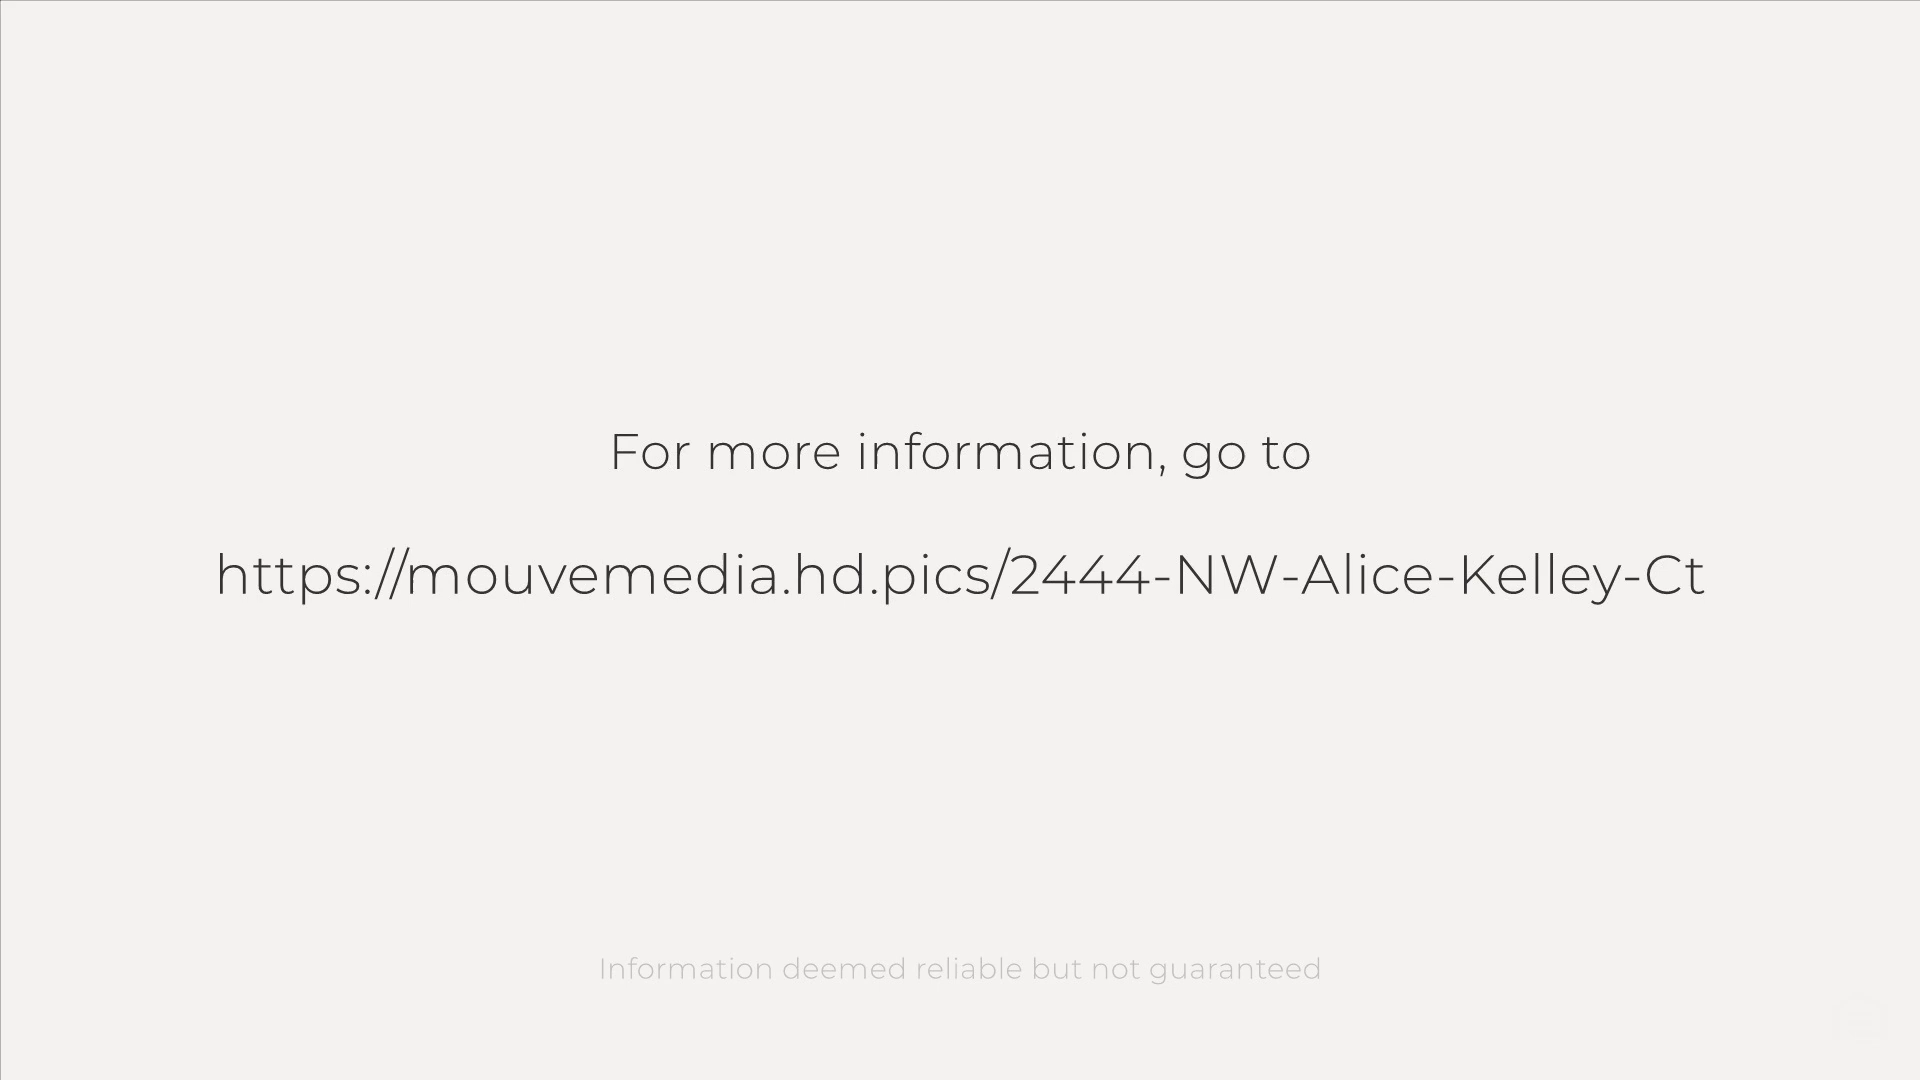 For more information, go to
https://mouvemedia.hd.pics/2444-NW-Alice-Kelley-Ct
Information deemed reliable but not guaranteed